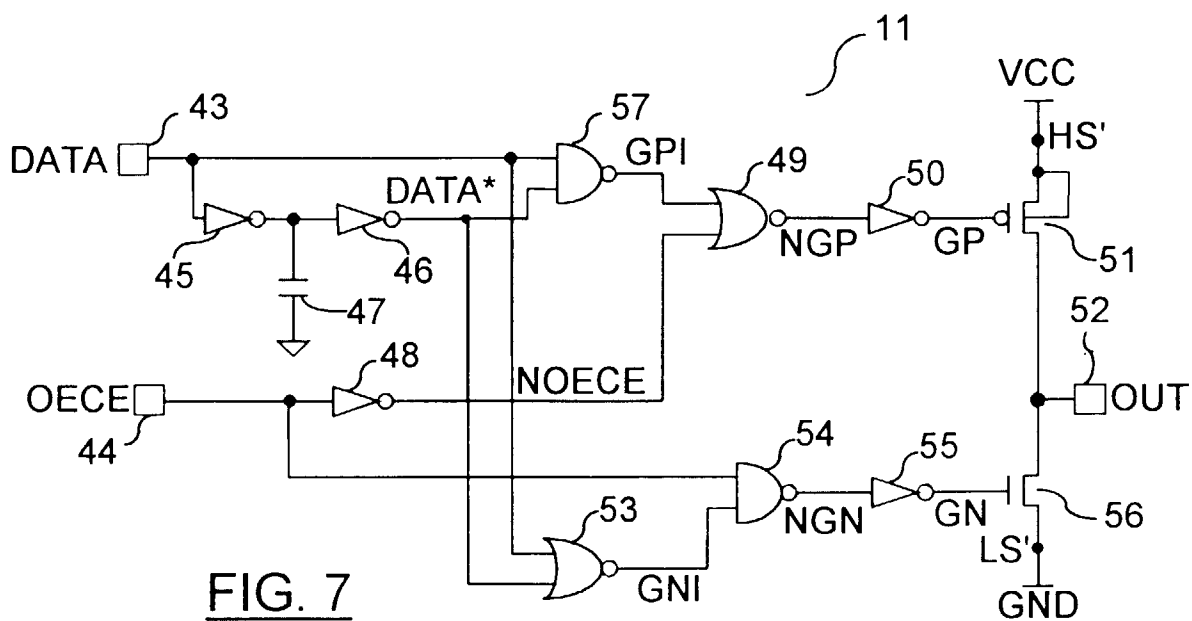 11
VCC
43
57
HS'
DATA
GPI
49
50
DATA*
NGP
GP
51
45
46
47
52
48
NOECE
OECE
OUT
44
54
55
53
NGN
GN
56
LS'
GNI
GND
FIG. 7